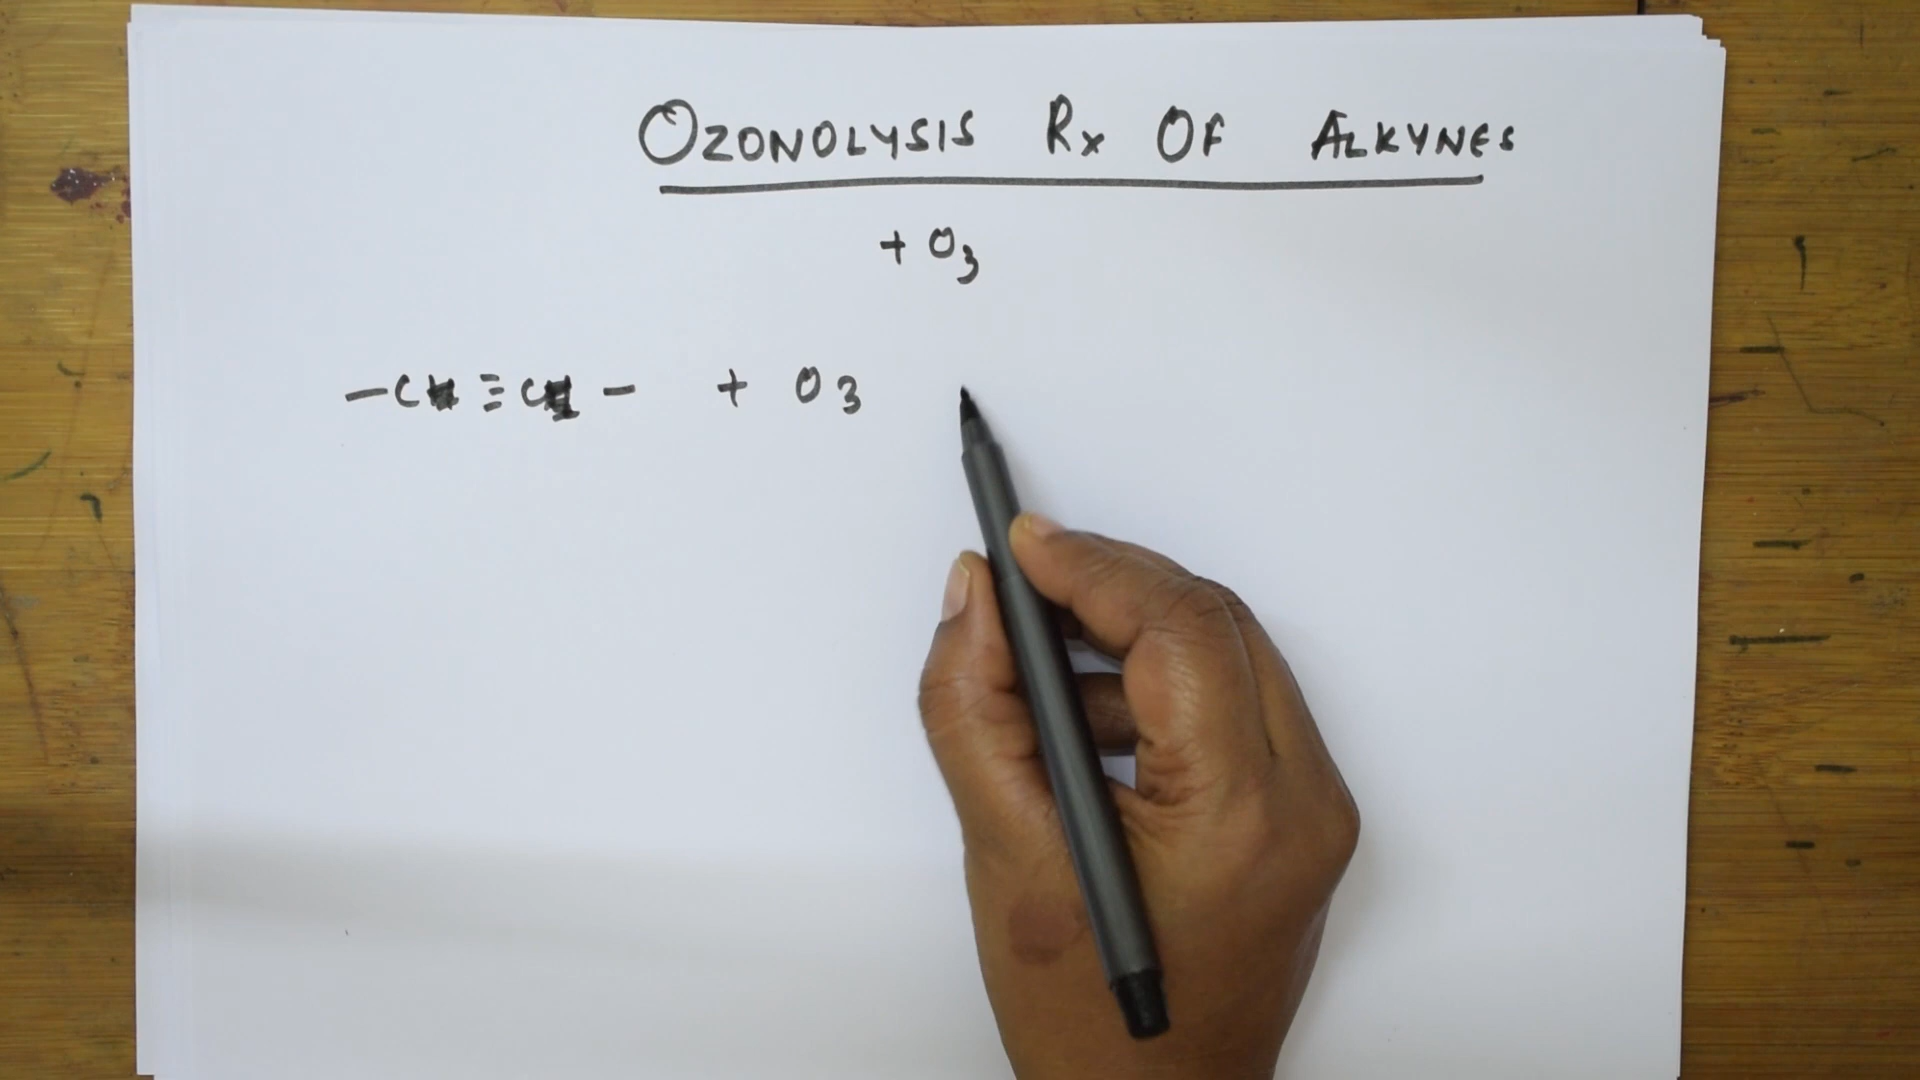 OZONOLYSIS Rx OF ALKYNES
+ O3
-C ≡ C - + O3